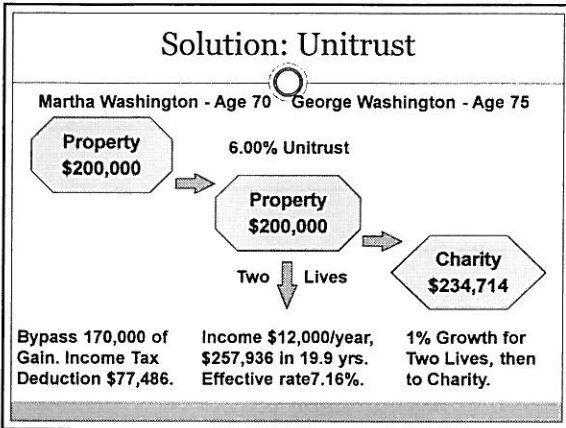 Solution: Unitrust
Martha Washington - Age 70 George Washington - Age 75
Property
$200,000
6.00% Unitrust
Property
$200,000
Charity
$234,714
Two Lives
Bypass 170,000 of
Gain. Income Tax
Deduction $77,486.
Income $12,000/year,
$257,936 in 19.9 yrs.
Effective rate7.16%.
1% Growth for
Two Lives, then
to Charity.